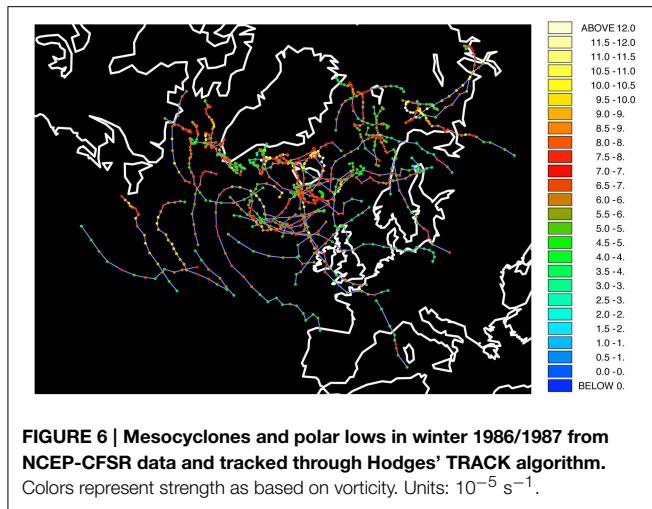 ABOVE 12.0
11.5 - 12.0
11.0 - 11.5
10.5 - 11.0
10.0 - 10.5
9.5 - 10.0
9.0 - 9.
8.5 - 9.
8.0 - 8.
7.5 - 8.
7.0 - 7.
6.5 - 7.
6.0 - 6.
5.5 - 6.
5.0 - 5.
4.5 - 5.
4.0 - 4.
3.5 - 4.
3.0 - 3.
2.5 - 3.
2.0 - 2.
1.5 - 2.
1.0 - 1.
0.5 - 1.
0.0 - 0.
BELOW 0.
FIGURE 6 | Mesocyclones and polar lows in winter 1986/1987 from
NCEP-CFSR data and tracked through Hodges’ TRACK algorithm.
Colors represent strength as based on vorticity. Units: 10⁻⁵ s⁻¹.